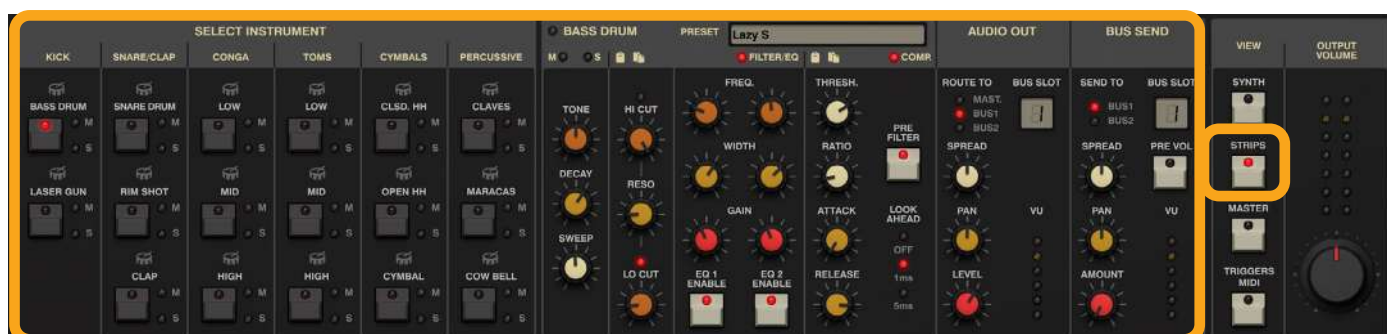 SELECT INSTRUMENT
KICK SNARE/CLAP CONGA TOMS CYMBALS PERCUSSIVE
BASS DRUM SNARE DRUM LOW LOW CLSD. HH CLAVES
M M M M M M
S S S S S S
LASER GUN RIM SHOT MID MID OPEN HH MARACAS
M M M M M M
S S S S S S
CLAP HIGH HIGH CYMBAL COW BELL
M M M M M
S S S S S
BASS DRUM PRESET Lazy S
M S FILTER/EQ COMP.
TONE
DECAY
SWEEP
HI CUT
RESO
LO CUT
FREQ.
WIDTH
GAIN
EQ 1 ENABLE EQ 2 ENABLE
THRESH.
RATIO
ATTACK
RELEASE
PRE FILTER
LOOK AHEAD
OFF
1ms
5ms
AUDIO OUT
ROUTE TO BUS SLOT
MAST.
BUS1 1
BUS2
SPREAD
PAN VU
LEVEL
BUS SEND
SEND TO BUS SLOT
BUS1 1
BUS2
SPREAD PRE VOL
PAN VU
AMOUNT
VIEW
SYNTH
STRIPS
MASTER
TRIGGERS
MIDI
OUTPUT
VOLUME